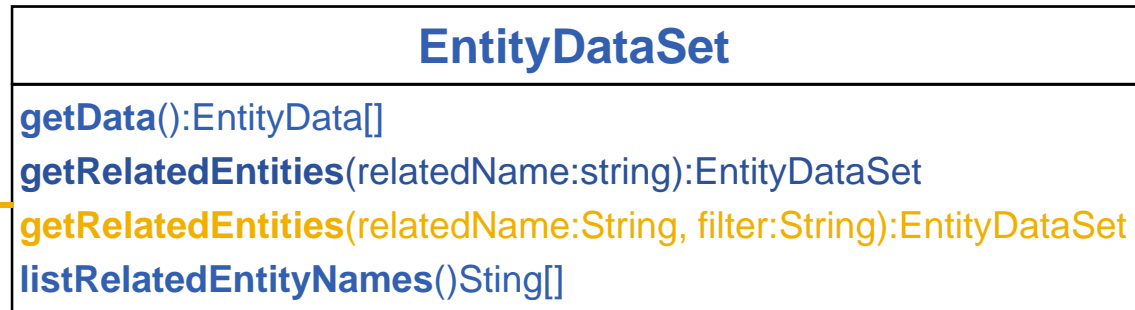 EntityDataSet
getData():EntityData[]
getRelatedEntities(relatedName:string):EntityDataSet
getRelatedEntities(relatedName:String, filter:String):EntityDataSet
listRelatedEntityNames()Sting[]